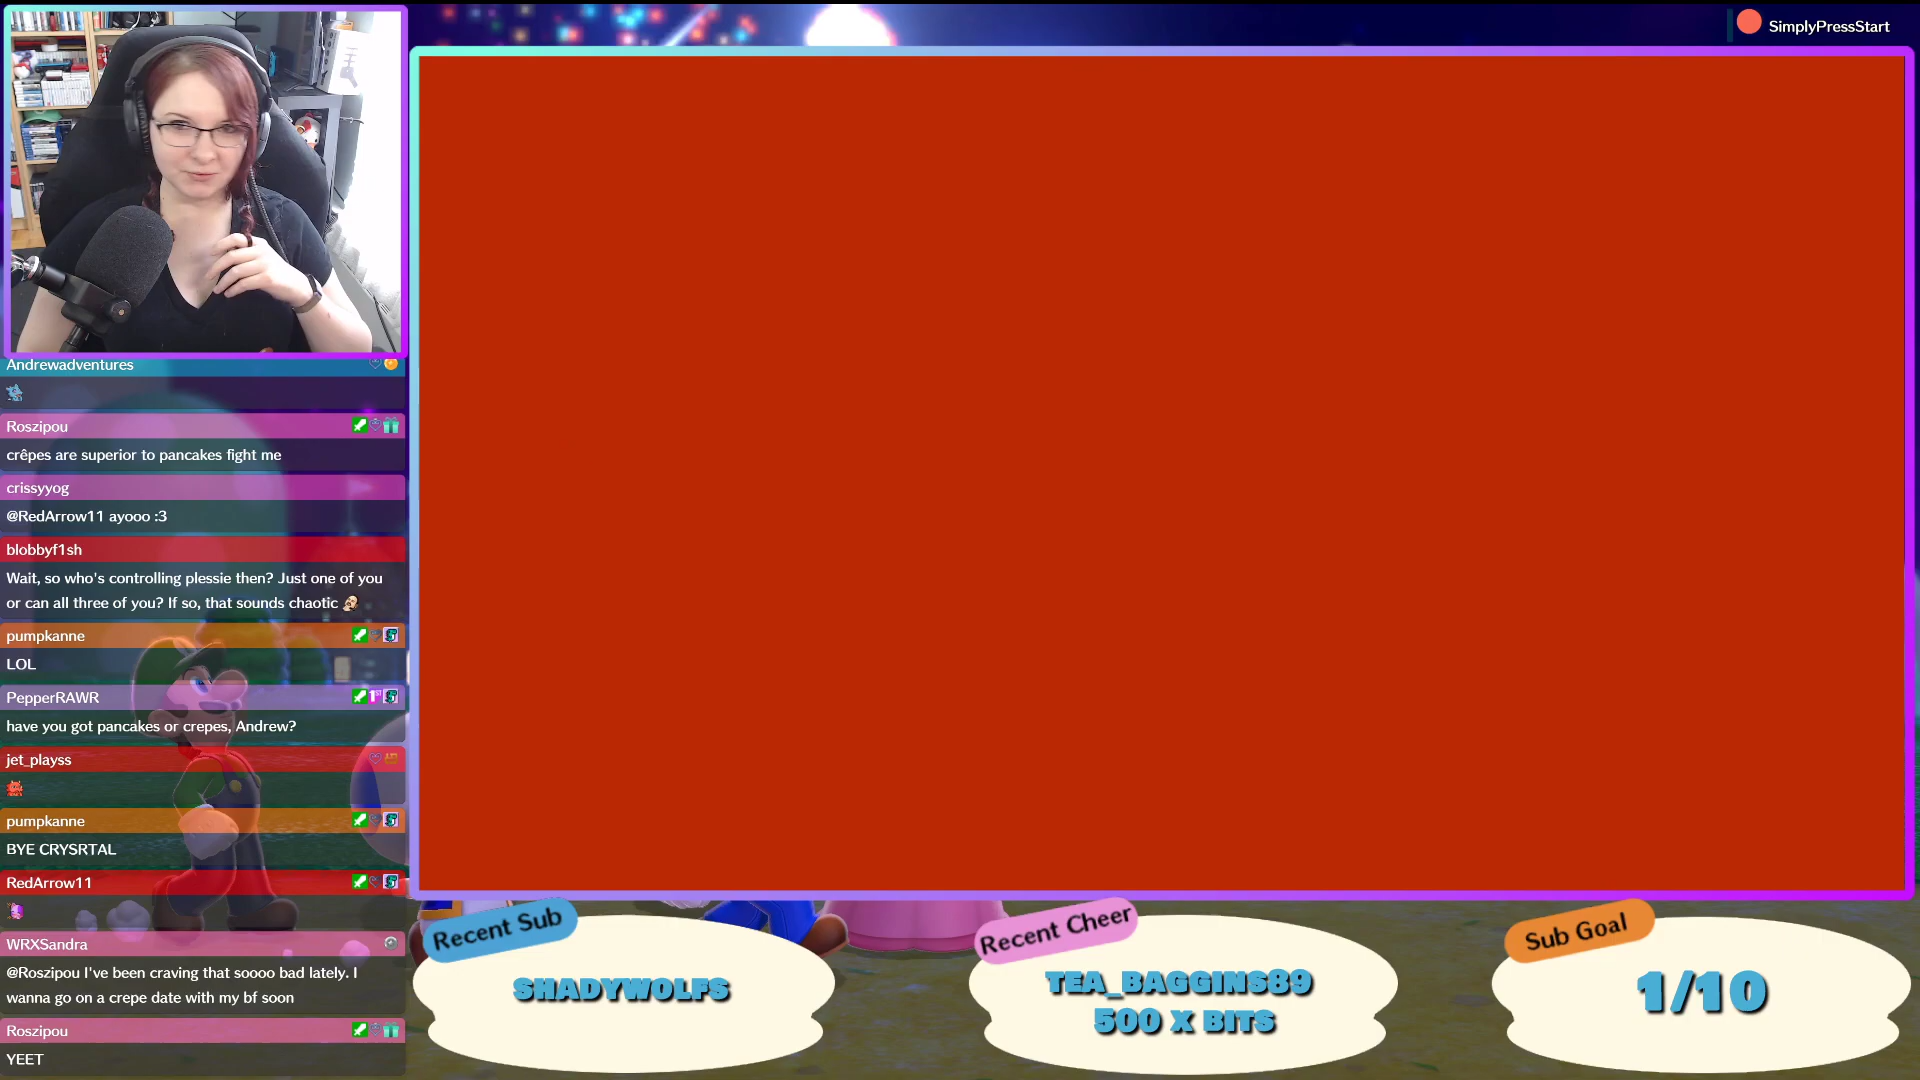 SimplyPressStart
Andrewadventures
Roszipou
crêpes are superior to pancakes fight me
crissyyog
@RedArrow11 ayooo :3
blobbyf1sh
Wait, so who's controlling plessie then? Just one of you
or can all three of you? If so, that sounds chaotic
pumpkanne
LOL
PepperRAWR
have you got pancakes or crepes, Andrew?
jet_playss
pumpkanne
BYE CRYSRTAL
RedArrow11
WRXSandra
@Roszipou I've been craving that soooo bad lately. I
wanna go on a crepe date with my bf soon
Roszipou
YEET
Recent Sub
SHADYWOLFS
Recent Cheer
TEA_BAGGINS89
500 X BITS
Sub Goal
1/10